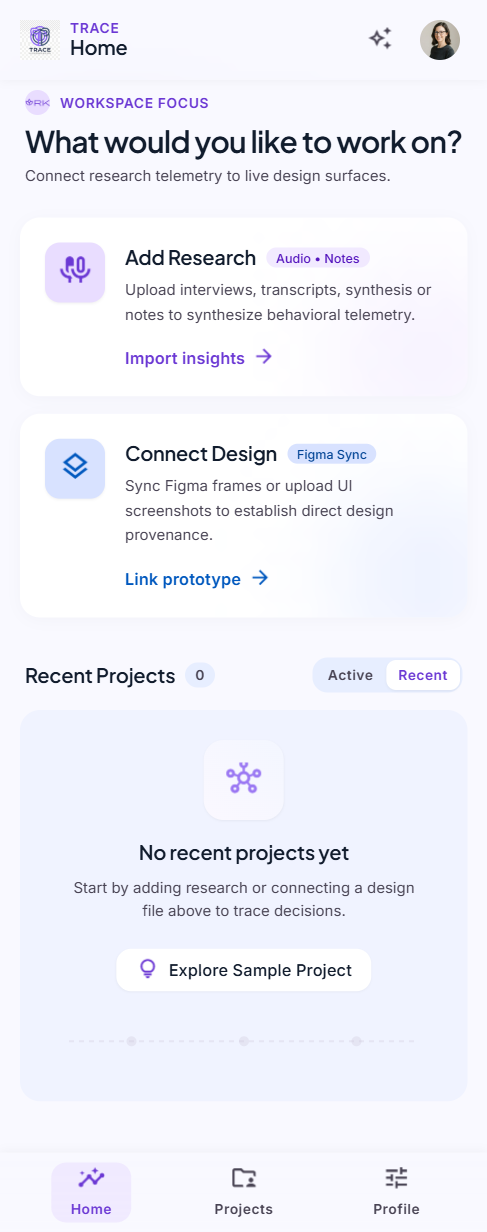 TRACE
TRACE
Home
WORKSPACE FOCUS
What would you like to work on?
Connect research telemetry to live design surfaces.
Add Research
Audio • Notes
Upload interviews, transcripts, synthesis or
notes to synthesize behavioral telemetry.
Import insights
Connect Design
Figma Sync
Sync Figma frames or upload UI
screenshots to establish direct design
provenance.
Link prototype
Recent Projects
0
Active
Recent
No recent projects yet
Start by adding research or connecting a design
file above to trace decisions.
Explore Sample Project
Home
Projects
Profile